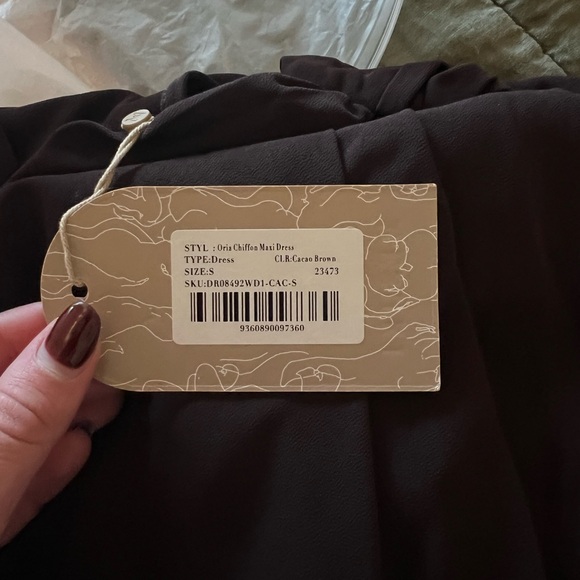 STYL : Oria Chiffon Maxi Dress
TYPE:Dress CLR:Cacao Brown
SIZE:S 23473
SKU:DR08492WD1-CAC-S
9360890097360